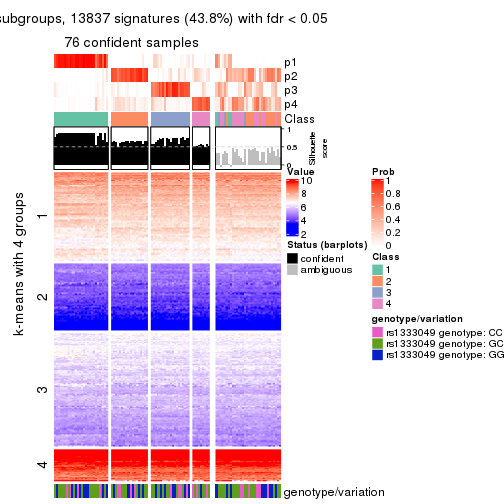 subgroups, 13837 signatures (43.8%) with fdr < 0.05
76 confident samples
p1
p2
p3
p4
Class
1
0.5
0
Silhouette
score
k-means with 4 groups
1
2
3
4
genotype/variation
Value
10
8
6
4
2
Status (barplots)
confident
ambiguous
Prob
1
0.8
0.6
0.4
0.2
0
Class
1
2
3
4
genotype/variation
rs1333049 genotype: CC
rs1333049 genotype: GC
rs1333049 genotype: GG